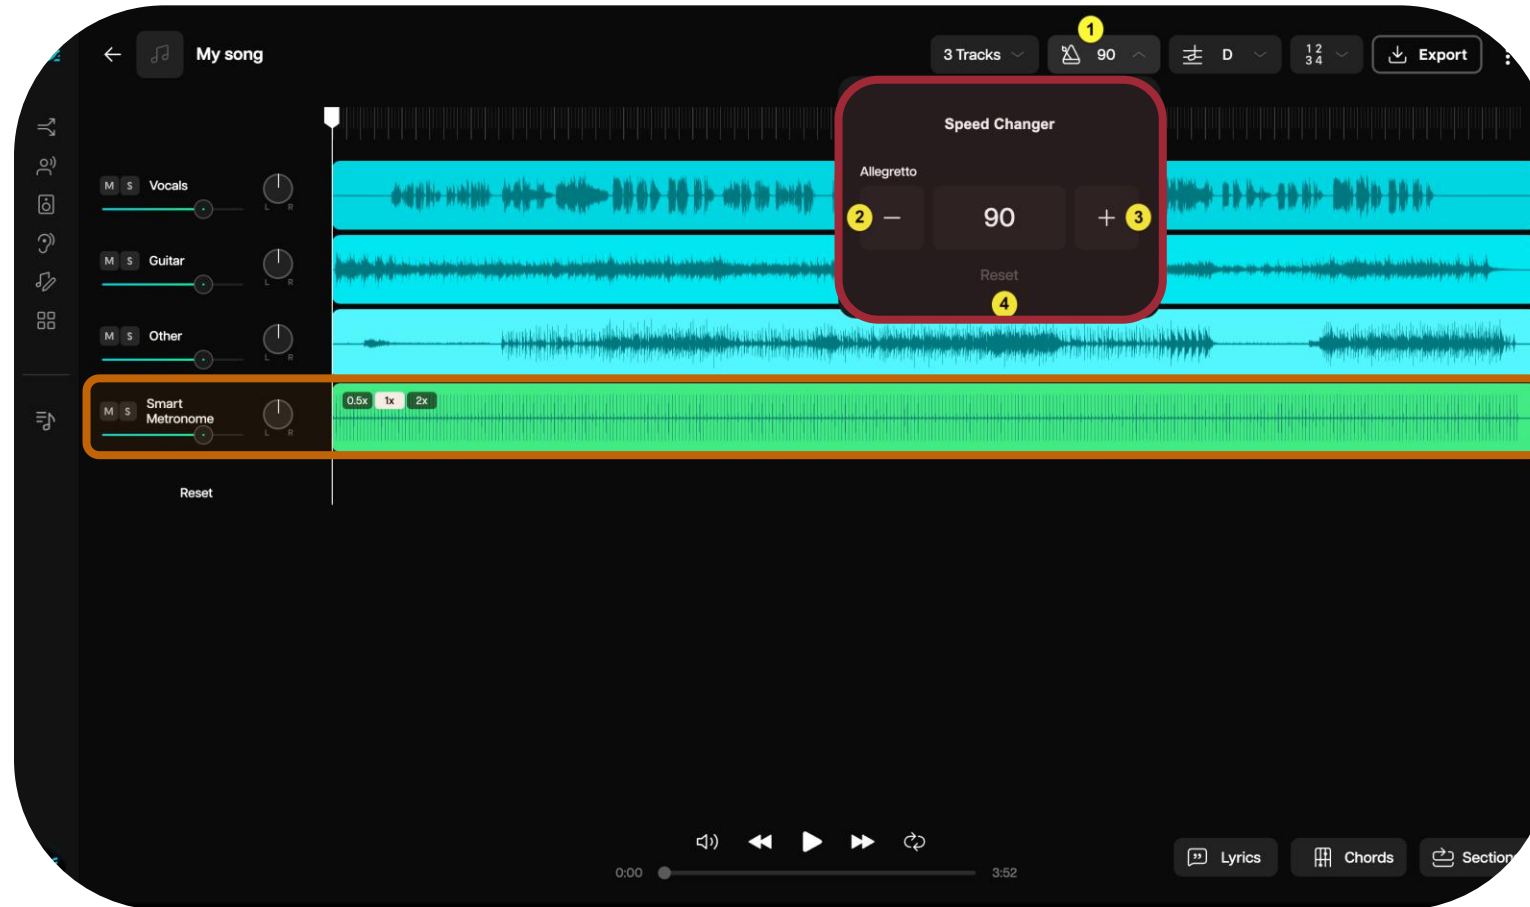 1
My song
3 Tracks
90
D
1 2
3 4
Export
Speed Changer
Allegretto
2
90
3
Reset
4
M S Vocals
L R
M S Guitar
L R
M S Other
L R
M S Smart
Metronome
L R
0.5x 1x 2x
Reset
0:00
3:52
Lyrics
Chords
Section